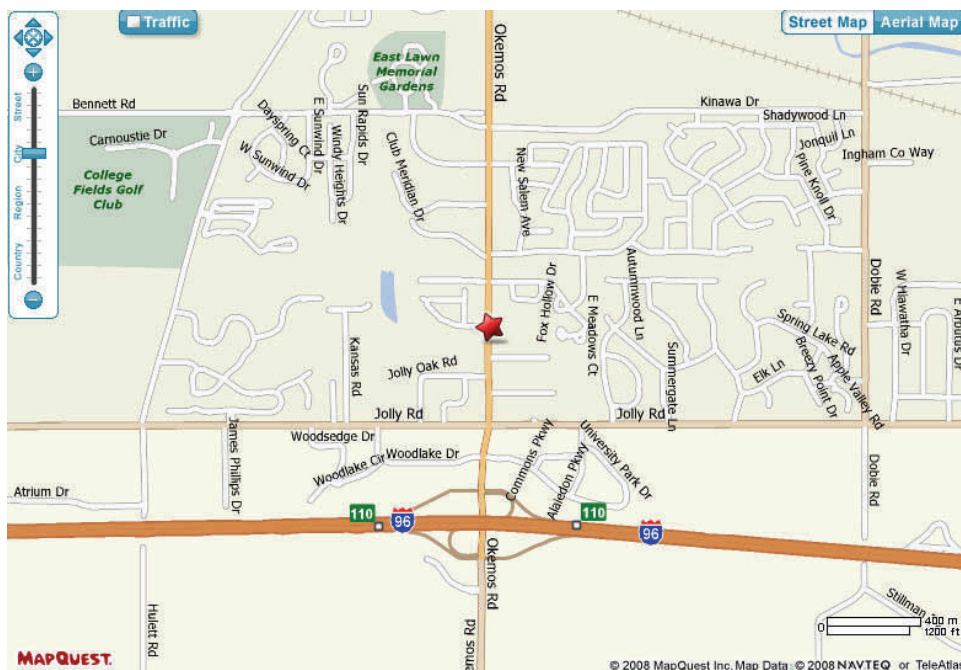 Traffic
Street Map
Aerial Map
Street
City
Region
Country
Okemos Rd
East Lawn
Memorial
Gardens
Bennett Rd
Carnoustie Dr
College
Fields Golf
Club
Dayspring Ct
E Sunwind Dr
Sun Rapids Dr
W Sunwind Dr
Windy Heights Dr
Club Meridian Dr
New Salem Ave
Kinawa Dr
Shadywood Ln
Jonquil Ln
Ingham Co Way
Pine Knoll Dr
Autumnwood Ln
Fox Hollow Dr
E Meadows Ct
Dobie Rd
W Hiawatha Dr
E Arbutus Dr
Kansas Rd
Jolly Oak Rd
Summergate Ln
Spring Lake Rd
Elk Ln
Breezy Point Dr
Apple Valley Rd
Jolly Rd
Jolly Rd
James Phillips Dr
Woodsedge Dr
Woodlake Cir
Woodlake Dr
Commons Pkwy
Alaiedon Pkwy
University Park Dr
Dobie Rd
Atrium Dr
110
96
110
96
Okemos Rd
Okemos Rd
Hulett Rd
Stillman
0
400 m
1200 ft
MAPQUEST.
© 2008 MapQuest Inc. Map Data © 2008 NAVTEQ or TeleAtlas